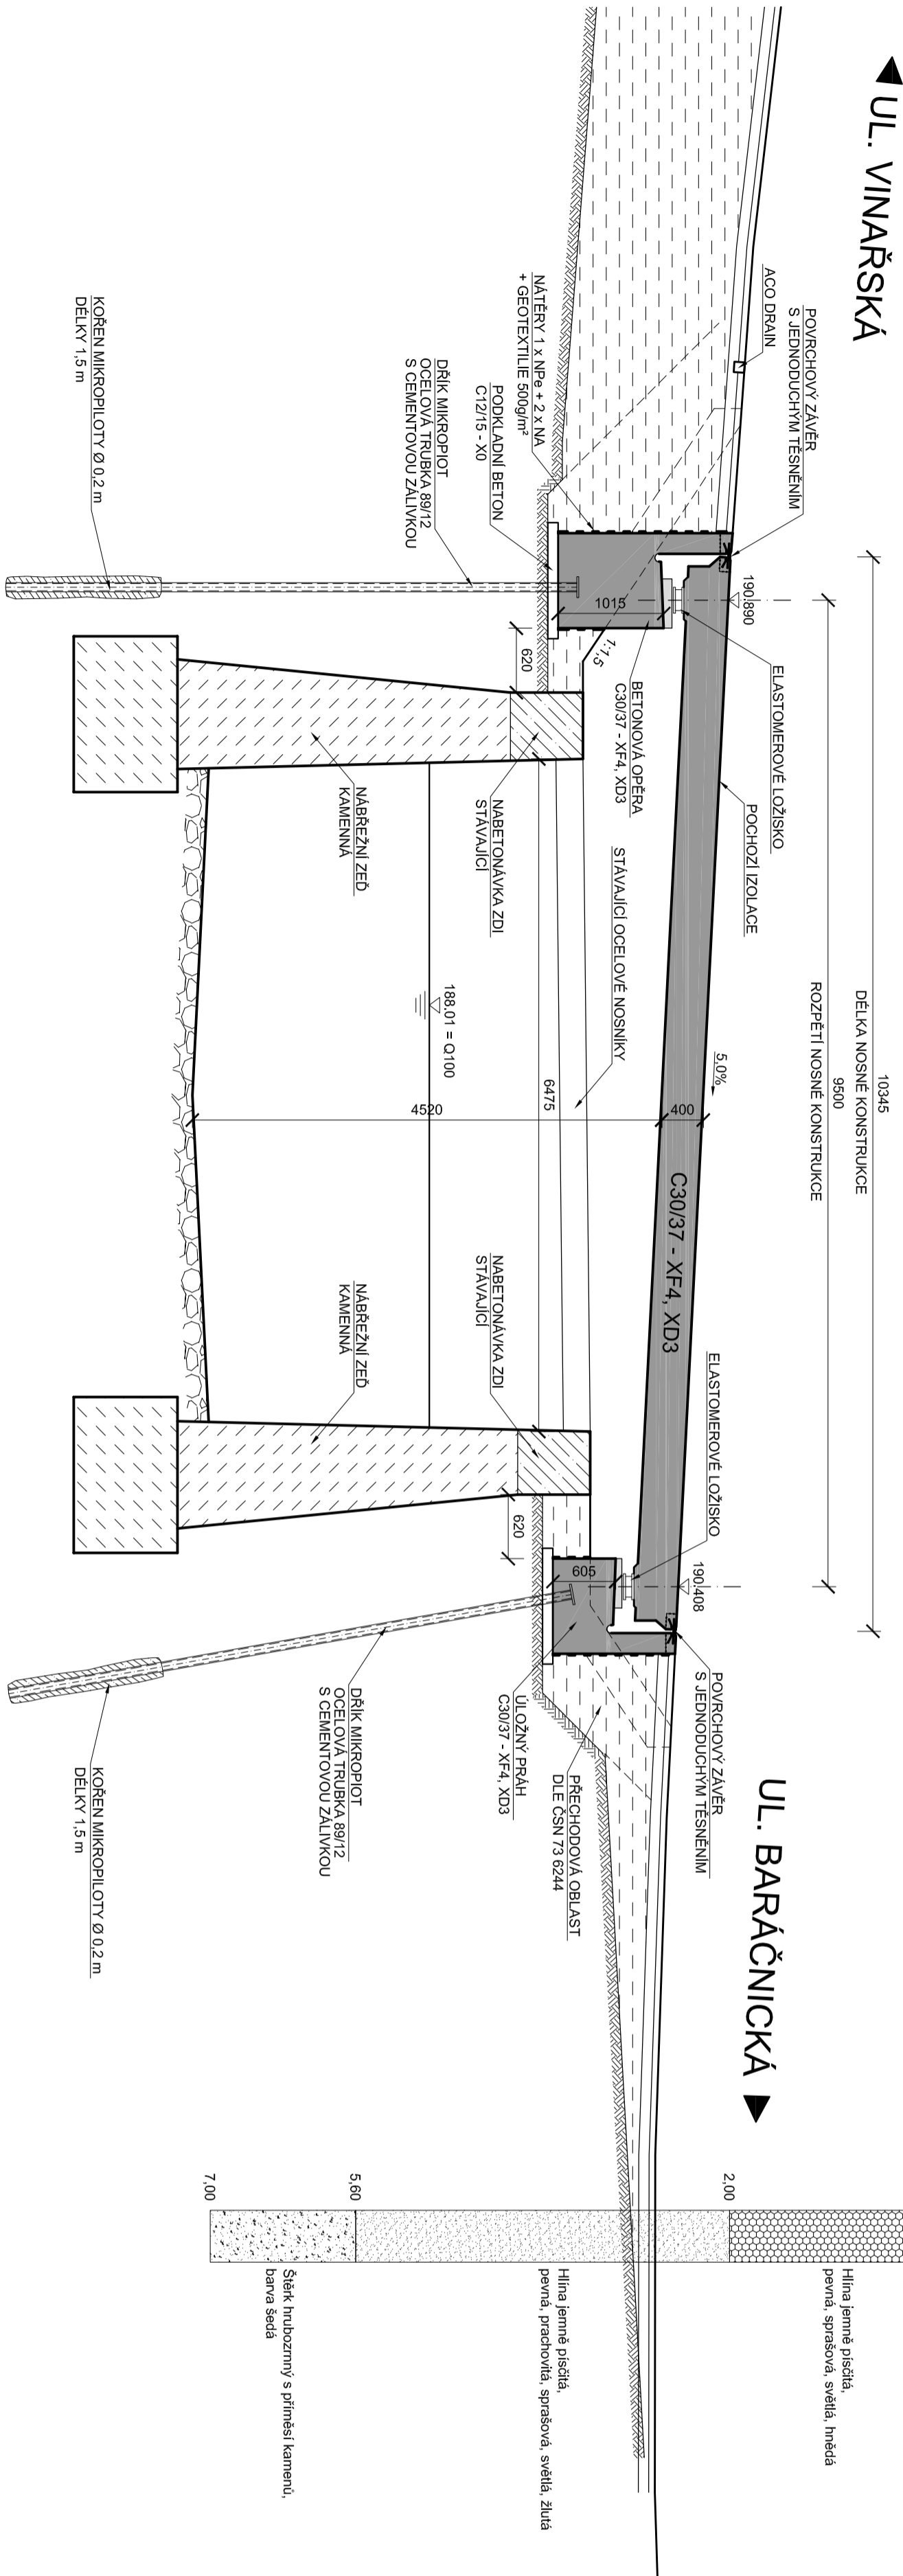 UL. VINAŘSKÁ
UL. BARÁČNICKÁ
10345
DÉLKA NOSNÉ KONSTRUKCE
9500
ROZPĚTÍ NOSNÉ KONSTRUKCE
POVRCHOVÝ ZÁVĚR
S JEDNODUCHÝM TĚSNĚNÍM
ACO DRAIN
190.890
ELASTOMEROVÉ LOŽISKO
POCHOZÍ IZOLACE
5,0%
400
C30/37 - XF4, XD3
ELASTOMEROVÉ LOŽISKO
190.408
POVRCHOVÝ ZÁVĚR
S JEDNODUCHÝM TĚSNĚNÍM
NÁTĚRY 1 x NPe + 2 x NA
+ GEOTEXTILIE 500g/m²
PODKLADNÍ BETON
C12/15 - X0
DŘÍK MIKROPIOT
OCELOVÁ TRUBKA 89/12
S CEMENTOVOU ZÁLIVKOU
KOŘEN MIKROPILOTY Ø 0,2 m
DÉLKY 1,5 m
1015
620
1:1,5
BETONOVÁ OPĚRA
C30/37 - XF4, XD3
STÁVAJÍCÍ OCELOVÉ NOSNÍKY
NABETONÁVKA ZDI
STÁVAJÍCÍ
NÁBŘEŽNÍ ZEĎ
KAMENNÁ
188.01 = Q100
6475
4520
NABETONÁVKA ZDI
STÁVAJÍCÍ
NÁBŘEŽNÍ ZEĎ
KAMENNÁ
620
605
ÚLOŽNÝ PRÁH
C30/37 - XF4, XD3
PŘECHODOVÁ OBLAST
DLE ČSN 73 6244
DŘÍK MIKROPIOT
OCELOVÁ TRUBKA 89/12
S CEMENTOVOU ZÁLIVKOU
KOŘEN MIKROPILOTY Ø 0,2 m
DÉLKY 1,5 m
2,00
5,60
7,00
Hlína jemně písčitá,
pevná, sprašová, světlá, hnědá
Hlína jemně písčitá,
pevná, prachovitá, sprašová, světlá, žlutá
Štěrk hrubozrnný s příměsí kamenů,
barva šedá